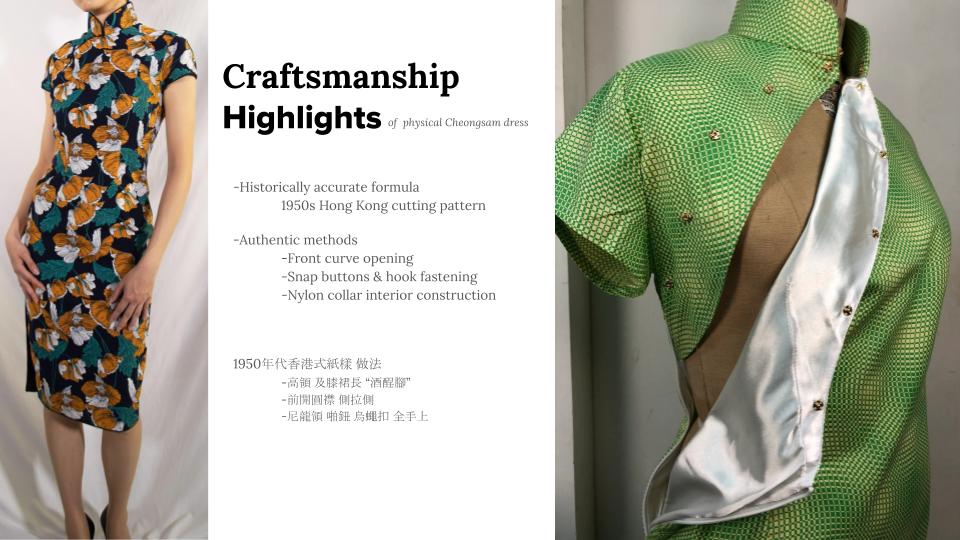 Craftsmanship
Highlights of physical Cheongsam dress
-Historically accurate formula
1950s Hong Kong cutting pattern
-Authentic methods
-Front curve opening
-Snap buttons & hook fastening
-Nylon collar interior construction
1950年代香港式紙樣 做法
-高領 及膝裙長 “酒醒腳”
-前開圓襟 側拉側
-尼龍領 啪鈕 烏蠅扣 全手上